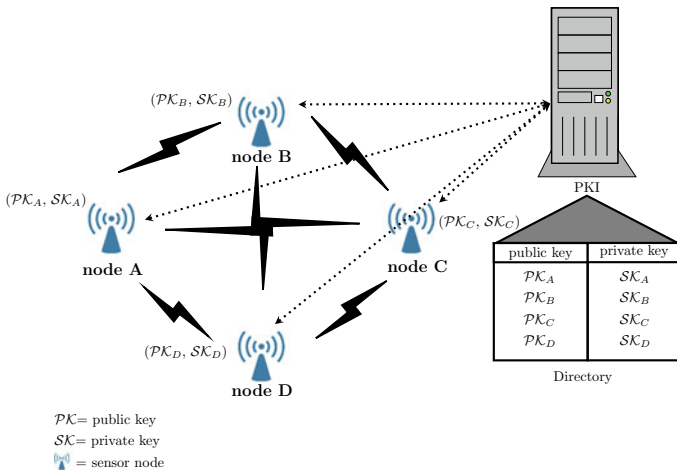 (𝒫𝒦_B, 𝒮𝒦_B)
node B
(𝒫𝒦_A, 𝒮𝒦_A)
node A
(𝒫𝒦_C, 𝒮𝒦_C)
node C
(𝒫𝒦_D, 𝒮𝒦_D)
node D
PKI
public key private key
𝒫𝒦_A 𝒮𝒦_A
𝒫𝒦_B 𝒮𝒦_B
𝒫𝒦_C 𝒮𝒦_C
𝒫𝒦_D 𝒮𝒦_D
Directory
𝒫𝒦= public key
𝒮𝒦= private key
= sensor node